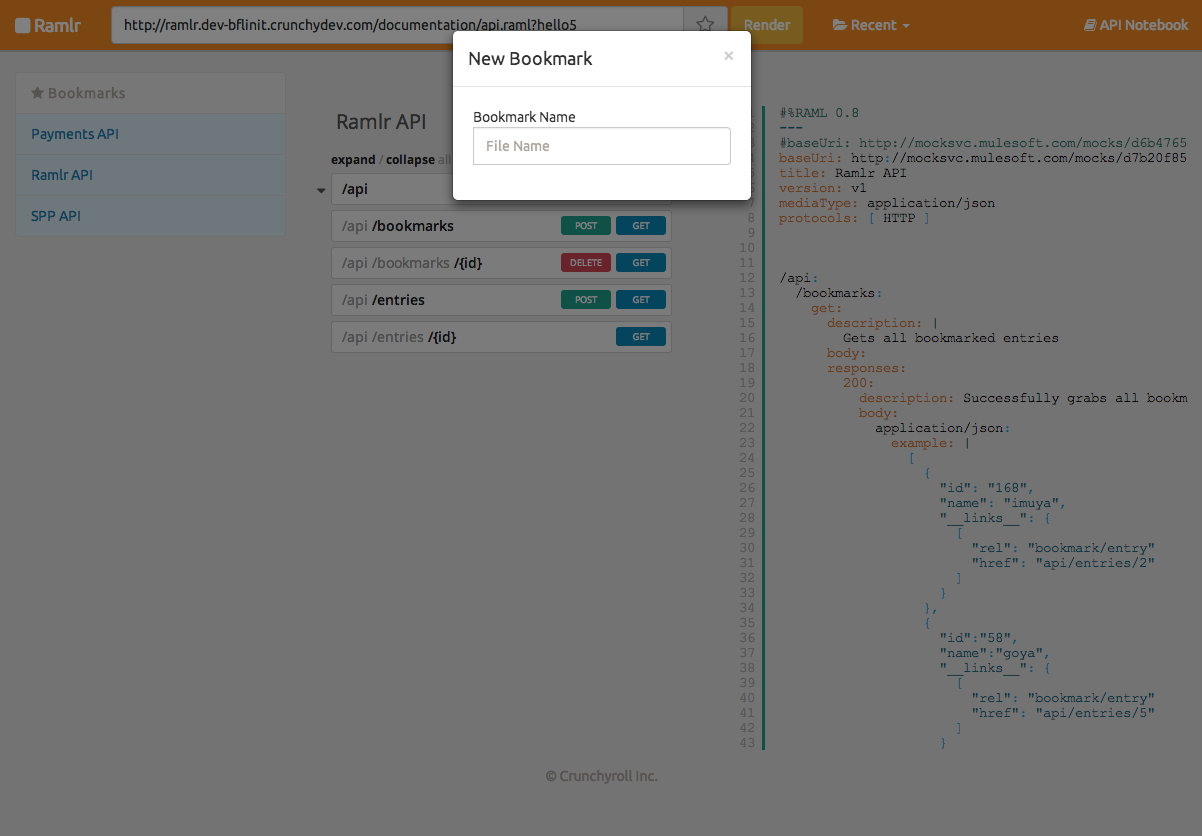 Ramlr
http://ramlr.dev-bflinit.crunchydev.com/documentation/api.raml?hello5
Render
Recent
API Notebook
New Bookmark
×
Bookmark Name
File Name
Bookmarks
Payments API
Ramlr API
SPP API
Ramlr API
expand / collapse all
/api
/api /bookmarks POST GET
/api /bookmarks /{id} DELETE GET
/api /entries POST GET
/api /entries /{id} GET
#%RAML 0.8
---
#baseUri: http://mocksvc.mulesoft.com/mocks/d6b4765
baseUri: http://mocksvc.mulesoft.com/mocks/d7b20f85
title: Ramlr API
version: v1
mediaType: application/json
8 protocols: [ HTTP ]
9
10
11
12 /api:
13 /bookmarks:
14 get:
15 description: |
16 Gets all bookmarked entries
17 body:
18 responses:
19 200:
20 description: Successfully grabs all bookm
21 body:
22 application/json:
23 example: |
24 [
25 {
26 "id": "168",
27 "name": "imuya",
28 "__links__": {
29 [
30 "rel": "bookmark/entry"
31 "href": "api/entries/2"
32 ]
33 }
34 },
35 {
36 "id":"58",
37 "name":"goya",
38 "__links__": {
39 [
40 "rel": "bookmark/entry"
41 "href": "api/entries/5"
42 ]
43 }
© Crunchyroll Inc.